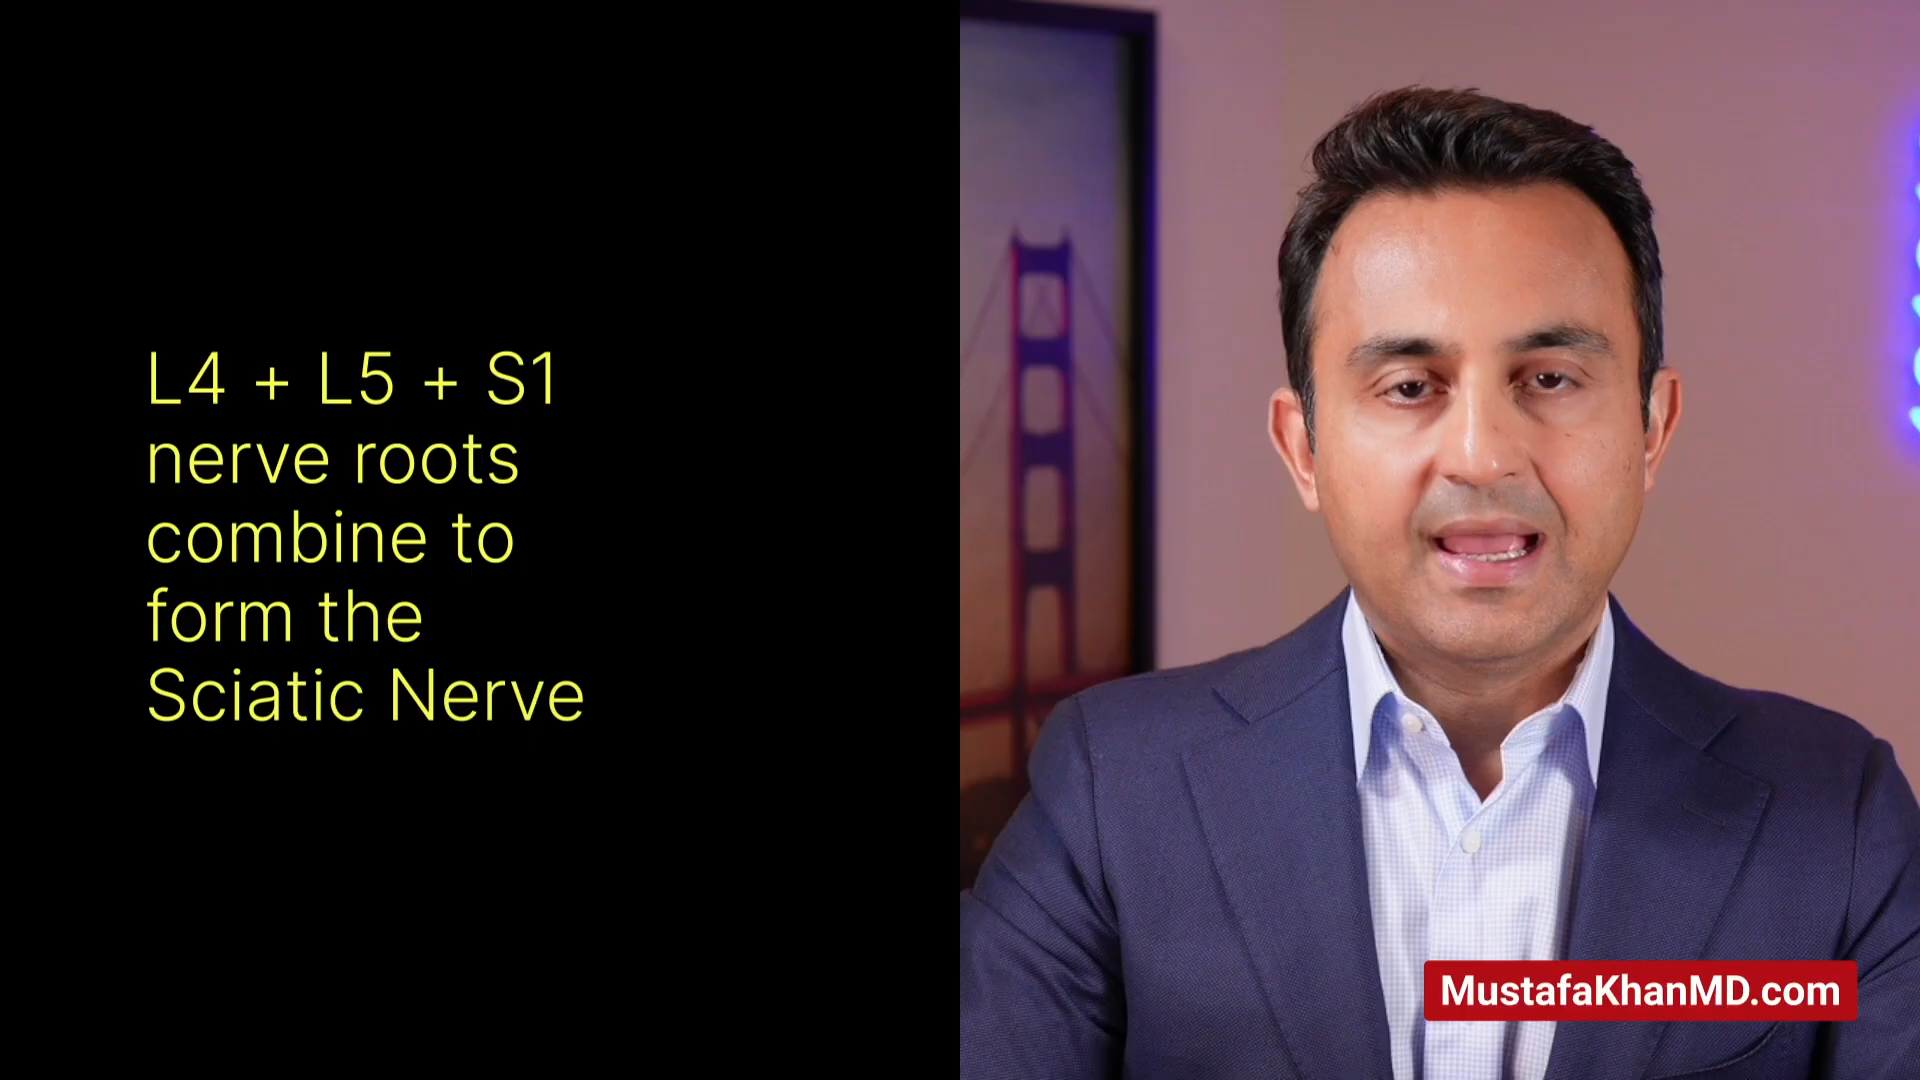 L4 + L5 + S1
nerve roots
combine to
form the
Sciatic Nerve
MustafaKhanMD.com